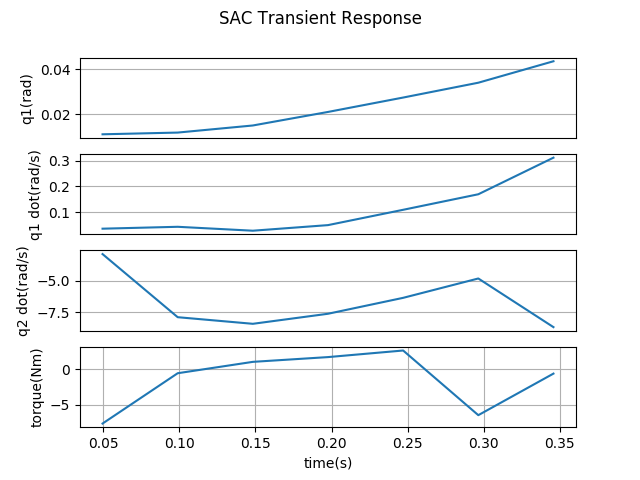 SAC Transient Response
q1(rad)
0.04
0.02
q1 dot(rad/s)
0.3
0.2
0.1
q2 dot(rad/s)
−5.0
−7.5
torque(Nm)
0
−5
0.05 0.10 0.15 0.20 0.25 0.30 0.35
time(s)